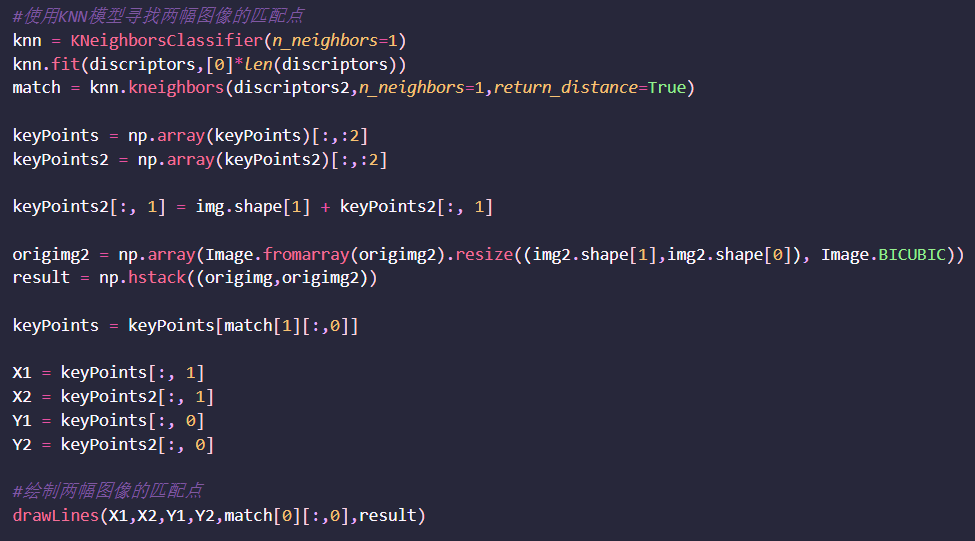 #使用KNN模型寻找两幅图像的匹配点
knn = KNeighborsClassifier(n_neighbors=1)
knn.fit(discriptors,[0]*len(discriptors))
match = knn.kneighbors(discriptors2,n_neighbors=1,return_distance=True)
keyPoints = np.array(keyPoints)[:,:2]
keyPoints2 = np.array(keyPoints2)[:,:2]
keyPoints2[:, 1] = img.shape[1] + keyPoints2[:, 1]
origimg2 = np.array(Image.fromarray(origimg2).resize((img2.shape[1],img2.shape[0]), Image.BICUBIC))
result = np.hstack((origimg,origimg2))
keyPoints = keyPoints[match[1][:,0]]
X1 = keyPoints[:, 1]
X2 = keyPoints2[:, 1]
Y1 = keyPoints[:, 0]
Y2 = keyPoints2[:, 0]
#绘制两幅图像的匹配点
drawLines(X1,X2,Y1,Y2,match[0][:,0],result)